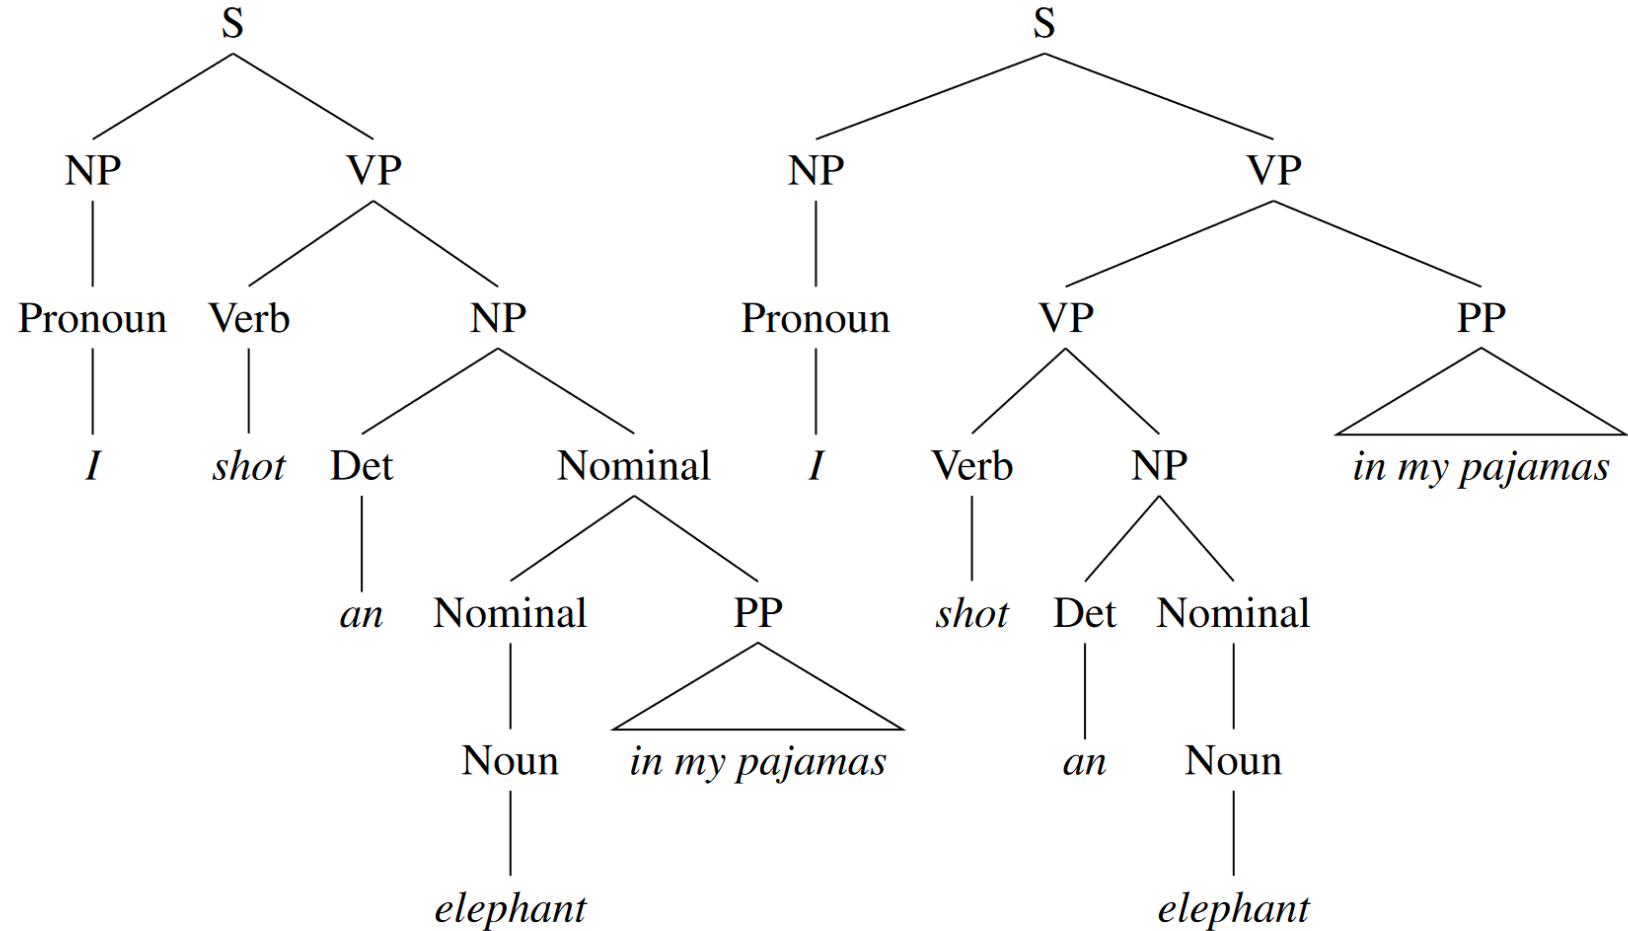 S S
NP VP NP VP
Pronoun Verb NP Pronoun VP PP
I shot Det Nominal I Verb NP in my pajamas
an Nominal PP shot Det Nominal
Noun in my pajamas an Noun
elephant elephant